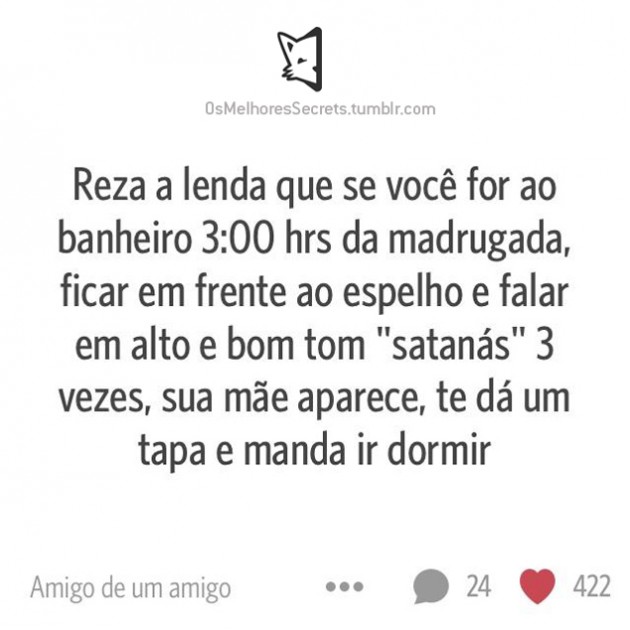 OsMelhoresSecrets.tumblr.com
Reza a lenda que se você for ao
banheiro 3:00 hrs da madrugada,
ficar em frente ao espelho e falar
em alto e bom tom "satanás" 3
vezes, sua mãe aparece, te dá um
tapa e manda ir dormir
Amigo de um amigo
24
422